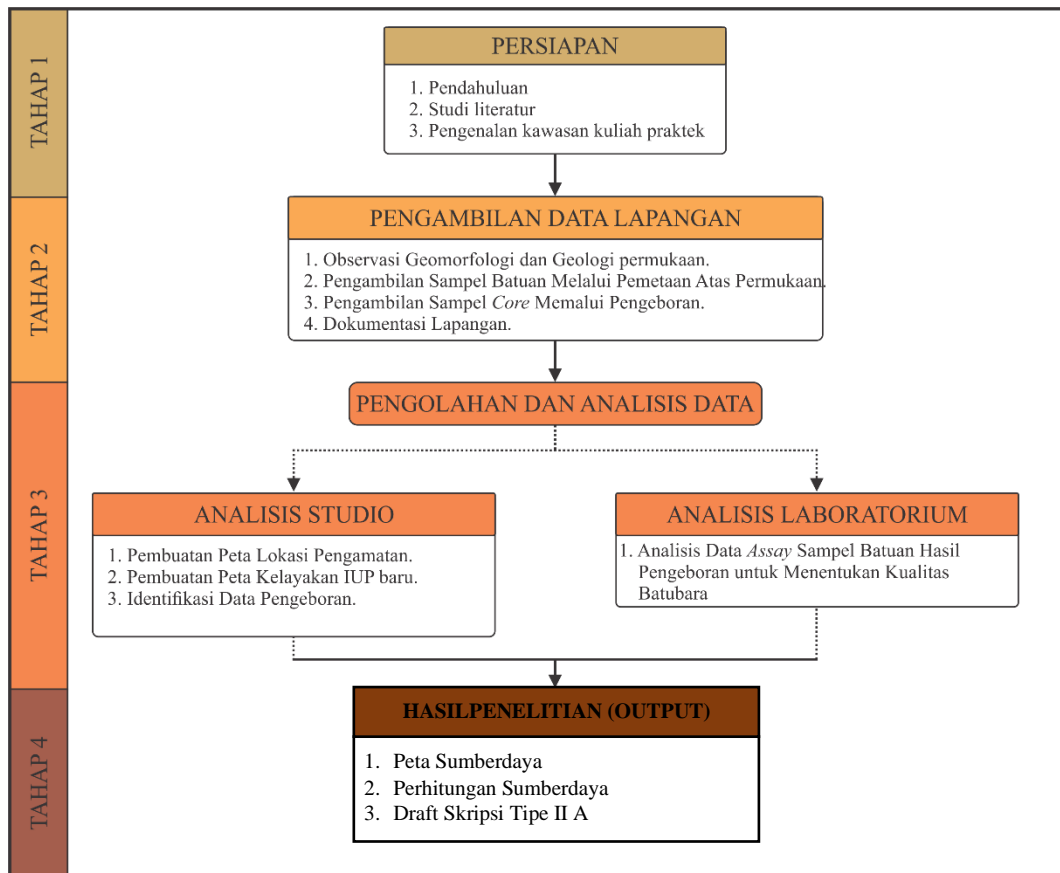 TAHAP 1
PERSIAPAN
1. Pendahuluan
2. Studi literatur
3. Pengenalan kawasan kuliah praktek
TAHAP 2
PENGAMBILAN DATA LAPANGAN
1. Observasi Geomorfologi dan Geologi permukaan.
2. Pengambilan Sampel Batuan Melalui Pemetaan Atas Permukaan.
3. Pengambilan Sampel Core Memalui Pengeboran.
4. Dokumentasi Lapangan.
TAHAP 3
PENGOLAHAN DAN ANALISIS DATA
ANALISIS STUDIO
1. Pembuatan Peta Lokasi Pengamatan.
2. Pembuatan Peta Kelayakan IUP baru.
3. Identifikasi Data Pengeboran.
ANALISIS LABORATORIUM
1. Analisis Data Assay Sampel Batuan Hasil
Pengeboran untuk Menentukan Kualitas
Batubara
TAHAP 4
HASILPENELITIAN (OUTPUT)
1. Peta Sumberdaya
2. Perhitungan Sumberdaya
3. Draft Skripsi Tipe II A